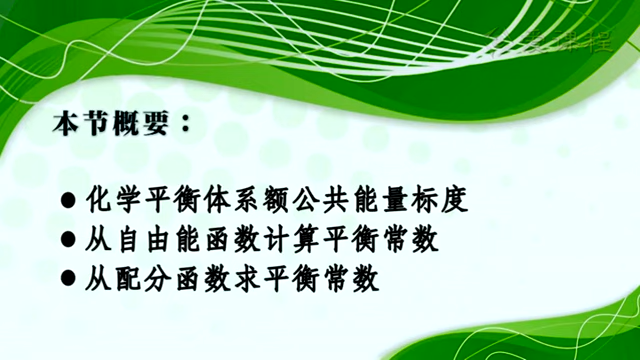 本节概要：
●化学平衡体系额公共能量标度
●从自由能函数计算平衡常数
●从配分函数求平衡常数